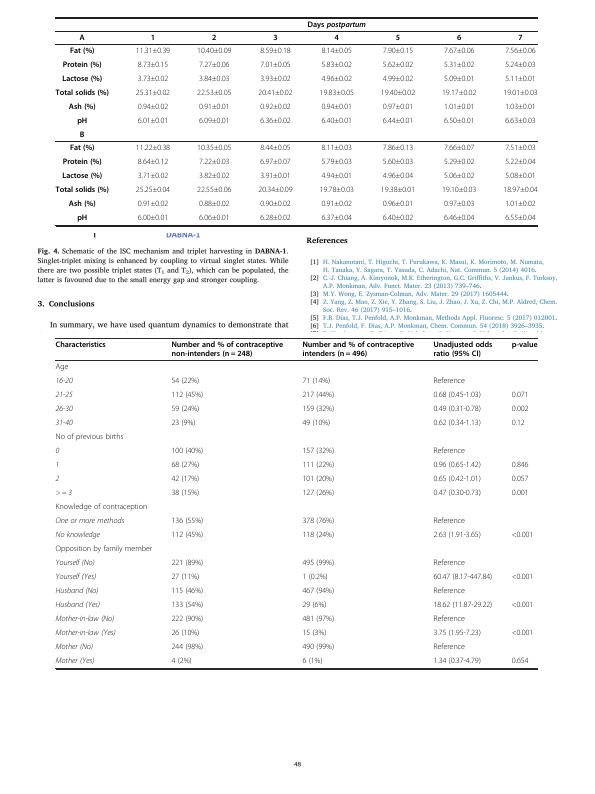 Days postpartum
A 1 2 3 4 5 6 7
Fat (%) 11.31±0.39 10.40±0.09 8.59±0.18 8.14±0.05 7.90±0.15 7.67±0.06 7.56±0.06
Protein (%) 8.73±0.15 7.27±0.06 7.01±0.05 5.83±0.02 5.62±0.02 5.31±0.02 5.24±0.03
Lactose (%) 3.73±0.02 3.84±0.03 3.93±0.02 4.96±0.02 4.99±0.02 5.09±0.01 5.11±0.01
Total solids (%) 25.31±0.02 22.53±0.05 20.41±0.02 19.83±0.05 19.40±0.02 19.17±0.02 19.01±0.03
Ash (%) 0.94±0.02 0.91±0.01 0.92±0.02 0.94±0.01 0.97±0.01 1.01±0.01 1.03±0.01
pH 6.01±0.01 6.09±0.01 6.36±0.02 6.40±0.01 6.44±0.01 6.50±0.01 6.63±0.03
B
Fat (%) 11.22±0.38 10.35±0.05 8.44±0.05 8.11±0.03 7.86±0.13 7.66±0.07 7.51±0.03
Protein (%) 8.64±0.12 7.22±0.03 6.97±0.07 5.79±0.03 5.60±0.03 5.29±0.02 5.22±0.04
Lactose (%) 3.71±0.02 3.82±0.02 3.91±0.01 4.94±0.01 4.96±0.04 5.06±0.02 5.08±0.01
Total solids (%) 25.25±0.04 22.55±0.06 20.34±0.09 19.78±0.03 19.38±0.01 19.10±0.03 18.97±0.04
Ash (%) 0.91±0.02 0.88±0.02 0.90±0.02 0.91±0.02 0.96±0.01 0.97±0.03 1.01±0.02
pH 6.00±0.01 6.06±0.01 6.28±0.02 6.37±0.04 6.40±0.02 6.46±0.04 6.55±0.04
DABNA-1
Fig. 4. Schematic of the ISC mechanism and triplet harvesting in DABNA-1.
Singlet-triplet mixing is enhanced by coupling to virtual singlet states. While
there are two possible triplet states (T1 and T2), which can be populated, the
latter is favoured due to the small energy gap and stronger coupling.
3. Conclusions
In summary, we have used quantum dynamics to demonstrate that
References
[1] H. Nakanotani, T. Higuchi, T. Furukawa, K. Masui, K. Morimoto, M. Numata,
H. Tanaka, Y. Sagara, T. Yasuda, C. Adachi, Nat. Commun. 5 (2014) 4016.
[2] C.-J. Chiang, A. Kimyonok, M.K. Etherington, G.C. Griffiths, V. Jankus, F. Turksoy,
A.P. Monkman, Adv. Funct. Mater. 23 (2013) 739–746.
[3] M.Y. Wong, E. Zysman-Colman, Adv. Mater. 29 (2017) 1605444.
[4] Z. Yang, Z. Mao, Z. Xie, Y. Zhang, S. Liu, J. Zhao, J. Xu, Z. Chi, M.P. Aldred, Chem.
Soc. Rev. 46 (2017) 915–1016.
[5] F.B. Dias, T.J. Penfold, A.P. Monkman, Methods Appl. Fluoresc. 5 (2017) 012001.
[6] T.J. Penfold, F. Dias, A.P. Monkman, Chem. Commun. 54 (2018) 3926–3935.
Characteristics Number and % of contraceptive non-intenders (n = 248) Number and % of contraceptive intenders (n = 496) Unadjusted odds ratio (95% CI) p-value
Age
16-20 54 (22%) 71 (14%) Reference
21-25 112 (45%) 217 (44%) 0.68 (0.45-1.03) 0.071
26-30 59 (24%) 159 (32%) 0.49 (0.31-0.78) 0.002
31-40 23 (9%) 49 (10%) 0.62 (0.34-1.13) 0.12
No of previous births
0 100 (40%) 157 (32%) Reference
1 68 (27%) 111 (22%) 0.96 (0.65-1.42) 0.846
2 42 (17%) 101 (20%) 0.65 (0.42-1.01) 0.057
> = 3 38 (15%) 127 (26%) 0.47 (0.30-0.73) 0.001
Knowledge of contraception
One or more methods 136 (55%) 378 (76%) Reference
No knowledge 112 (45%) 118 (24%) 2.63 (1.91-3.65) <0.001
Opposition by family member
Yourself (No) 221 (89%) 495 (99%) Reference
Yourself (Yes) 27 (11%) 1 (0.2%) 60.47 (8.17-447.84) <0.001
Husband (No) 115 (46%) 467 (94%) Reference
Husband (Yes) 133 (54%) 29 (6%) 18.62 (11.87-29.22) <0.001
Mother-in-law (No) 222 (90%) 481 (97%) Reference
Mother-in-law (Yes) 26 (10%) 15 (3%) 3.75 (1.95-7.23) <0.001
Mother (No) 244 (98%) 490 (99%) Reference
Mother (Yes) 4 (2%) 6 (1%) 1.34 (0.37-4.79) 0.654
48